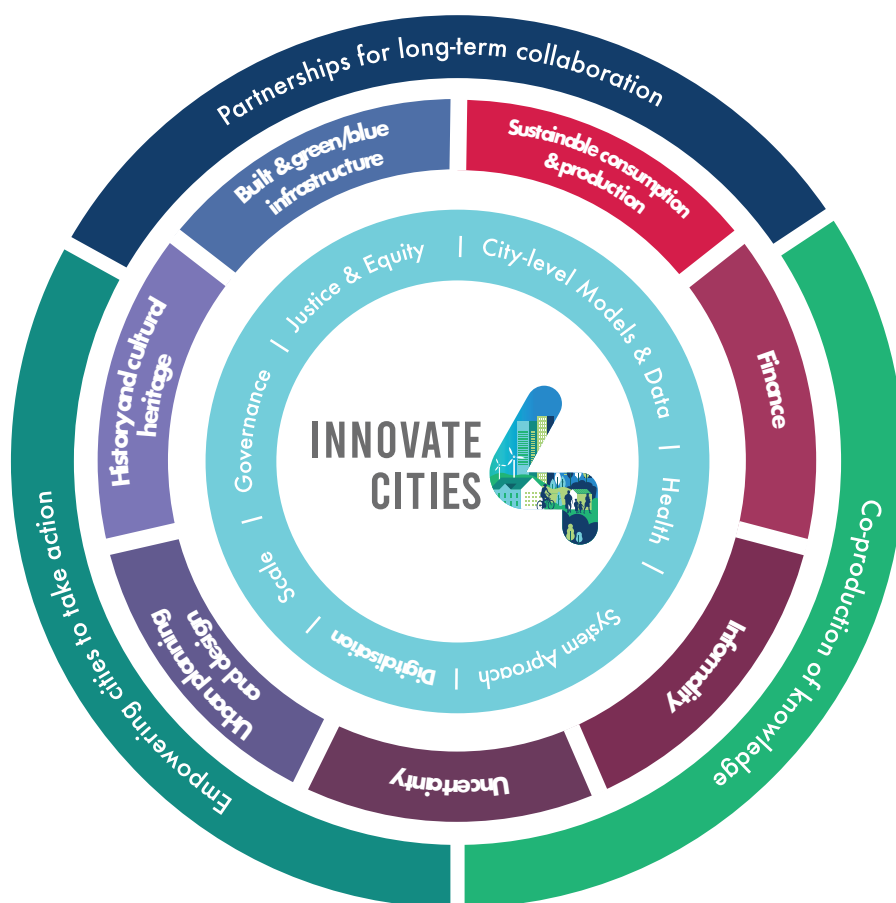 Partnerships for long-term collaboration
Built & green/blue
infrastructure
Sustainable consumption
& production
History and cultural
heritage
Finance
Justice & Equity | City-level Models & Data | Health | System Aproach | Digitalisation | Scale | Governance |
INNOVATE
CITIES
4
Urban planning
and design
Informality
Uncertainty
Empowering cities to take action
Co-production of knowledge